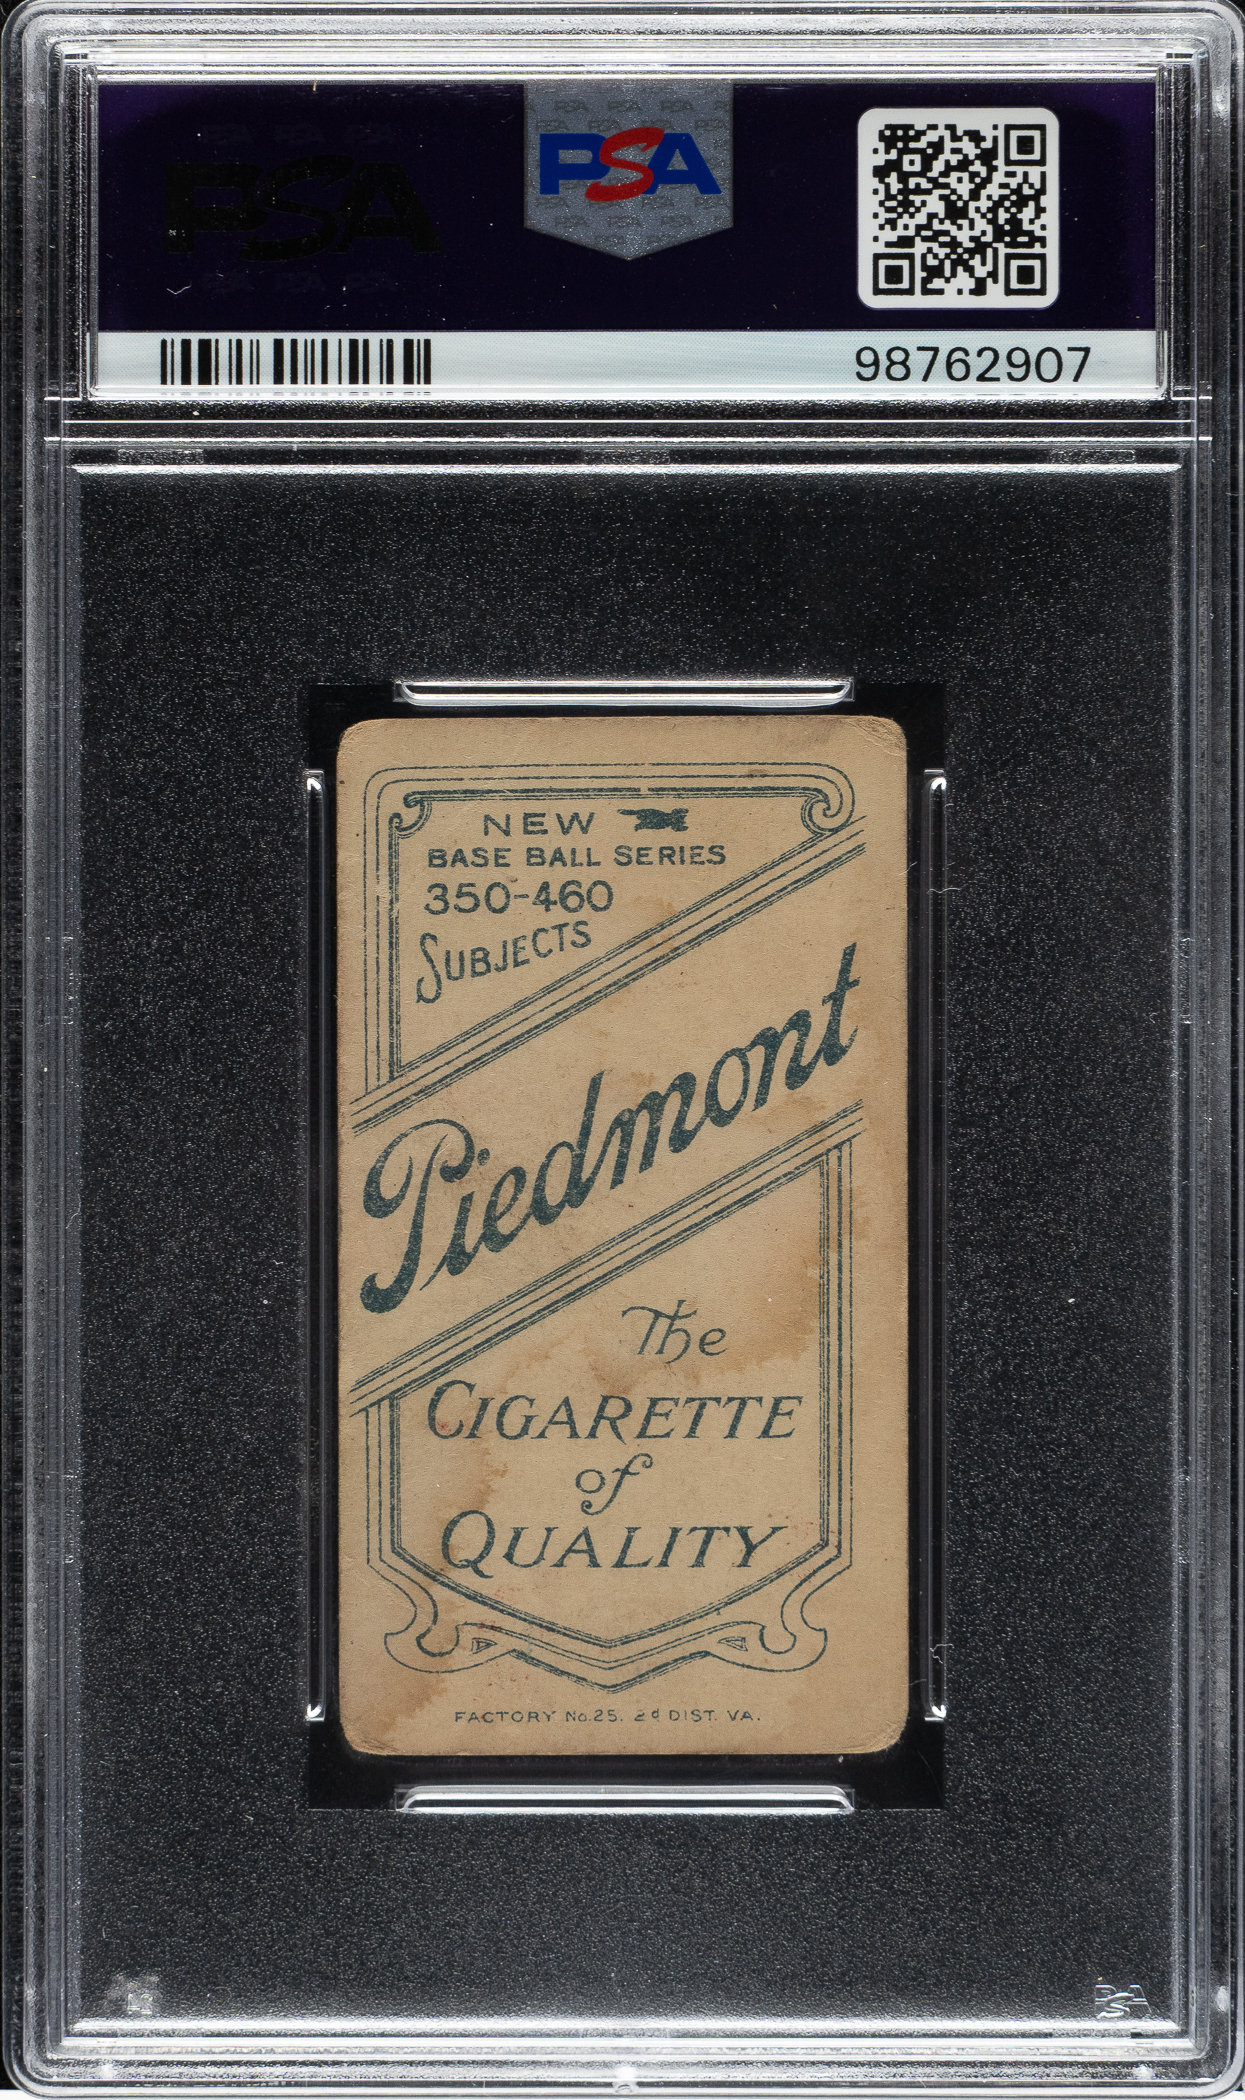 PSA
PSA
98762907
NEW
BASE BALL SERIES
350-460
SUBJECTS
Piedmont
The
CIGARETTE
of
QUALITY
FACTORY No. 25. 2d DIST. VA.
PSA